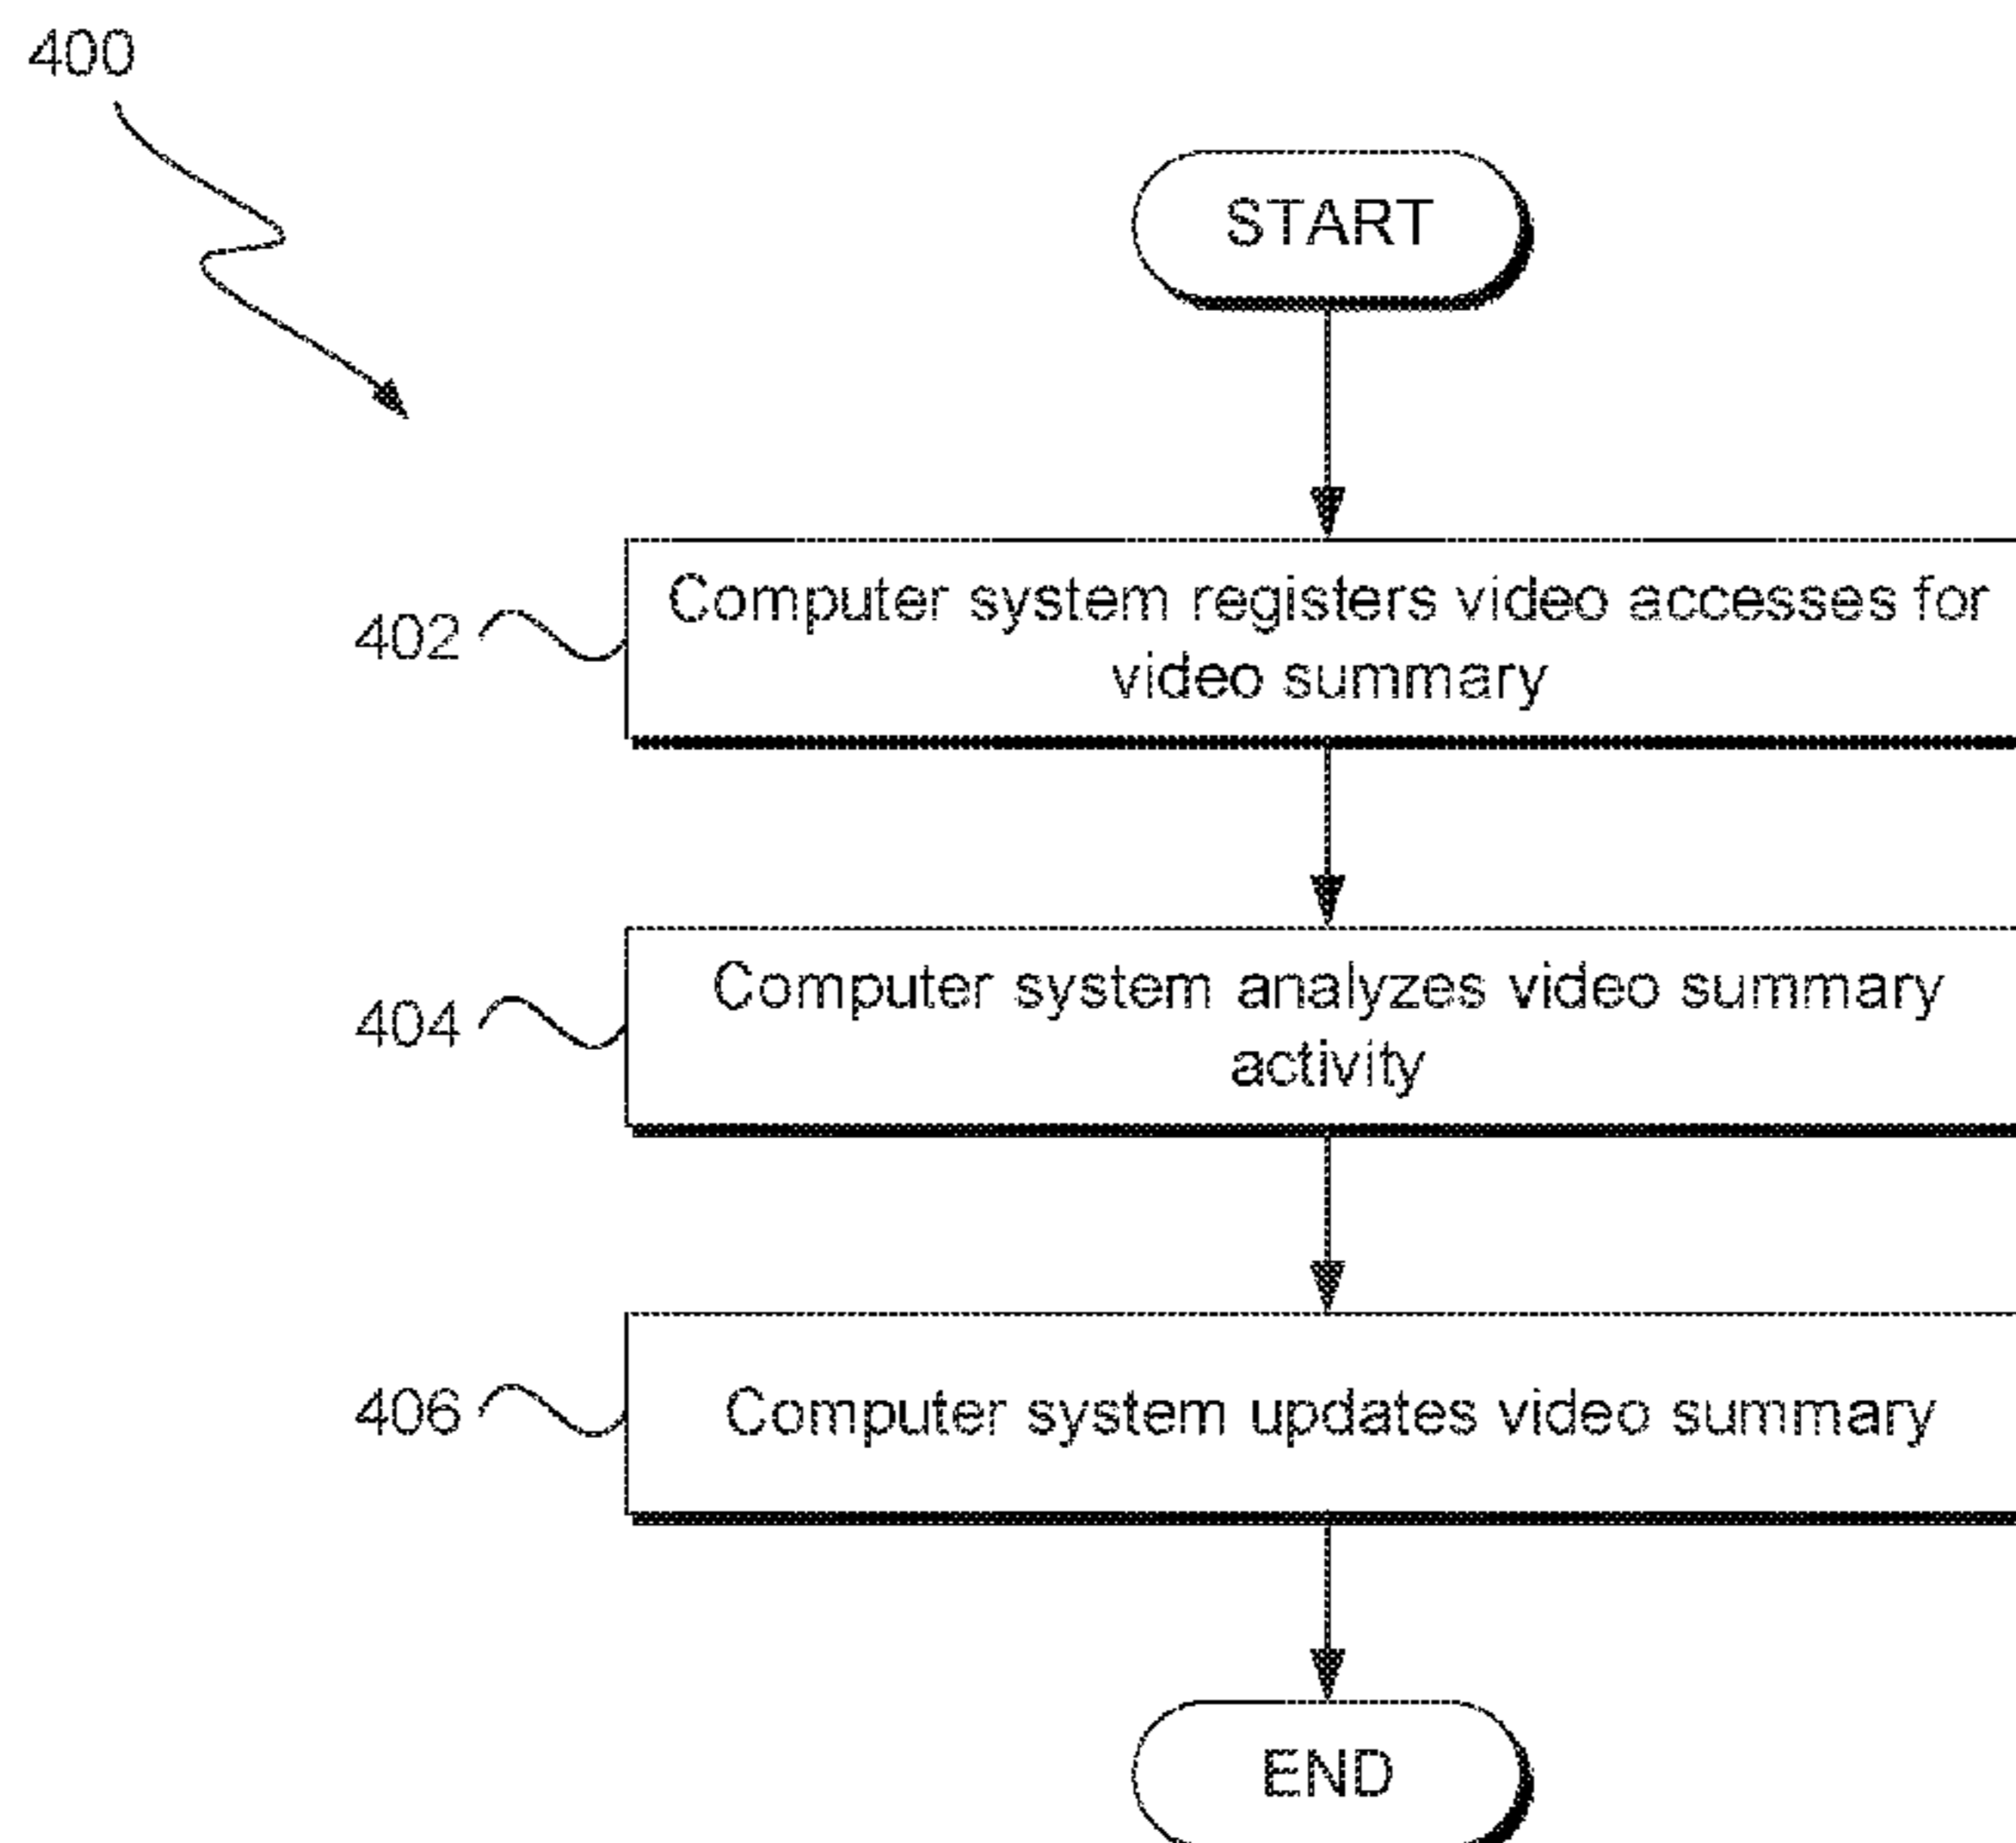 400
START
402
Computer system registers video accesses for
video summary
404
Computer system analyzes video summary
activity
406
Computer system updates video summary
END